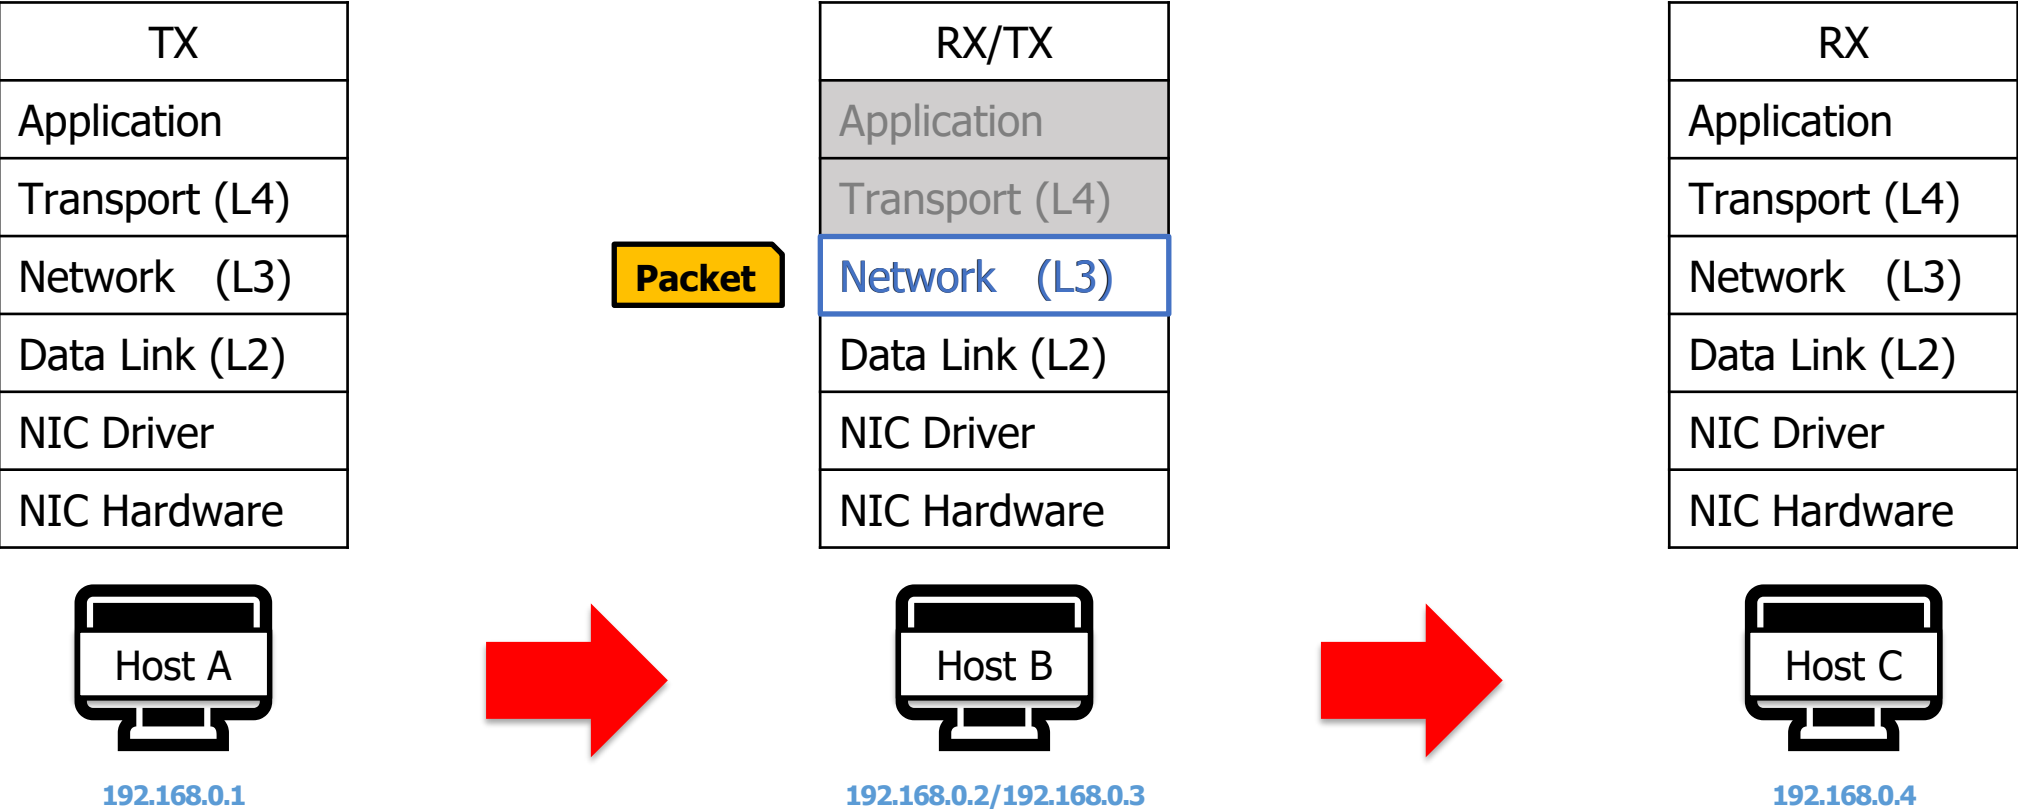 TX
Application
Transport (L4)
Network (L3)
Data Link (L2)
NIC Driver
NIC Hardware
Host A
192.168.0.1
Packet
RX/TX
Application
Transport (L4)
Network (L3)
Data Link (L2)
NIC Driver
NIC Hardware
Host B
192.168.0.2/192.168.0.3
RX
Application
Transport (L4)
Network (L3)
Data Link (L2)
NIC Driver
NIC Hardware
Host C
192.168.0.4